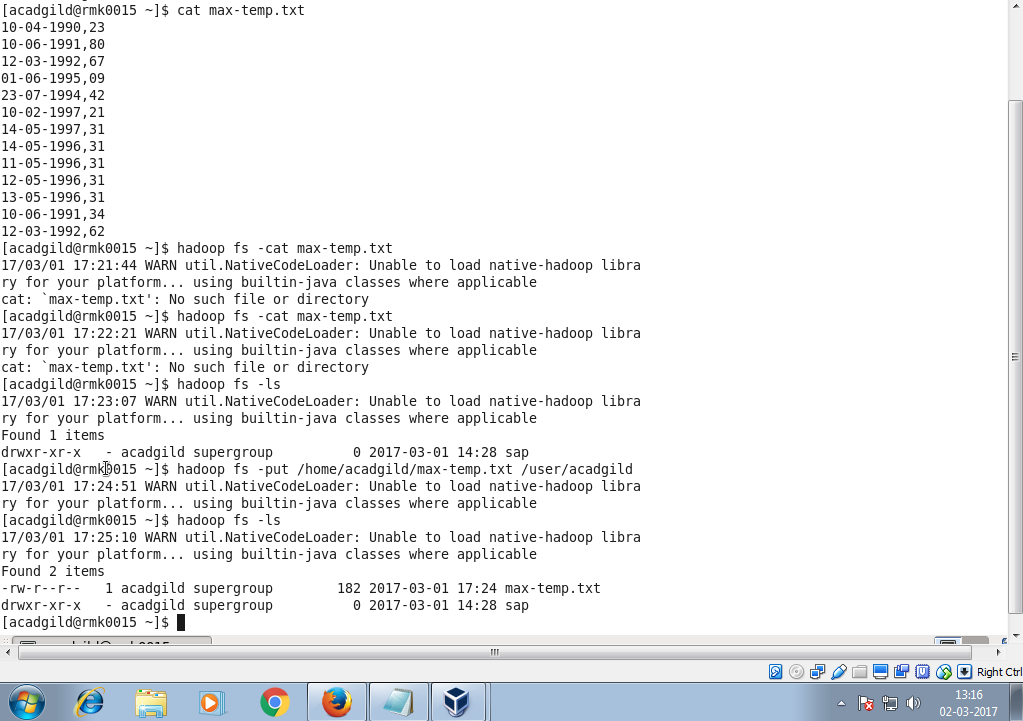 [acadgild@rmk0015 ~]$ cat max-temp.txt
10-04-1990,23
10-06-1991,80
12-03-1992,67
01-06-1995,09
23-07-1994,42
10-02-1997,21
14-05-1997,31
14-05-1996,31
11-05-1996,31
12-05-1996,31
13-05-1996,31
10-06-1991,34
12-03-1992,62
[acadgild@rmk0015 ~]$ hadoop fs -cat max-temp.txt
17/03/01 17:21:44 WARN util.NativeCodeLoader: Unable to load native-hadoop libra
ry for your platform... using builtin-java classes where applicable
cat: `max-temp.txt': No such file or directory
[acadgild@rmk0015 ~]$ hadoop fs -cat max-temp.txt
17/03/01 17:22:21 WARN util.NativeCodeLoader: Unable to load native-hadoop libra
ry for your platform... using builtin-java classes where applicable
cat: `max-temp.txt': No such file or directory
[acadgild@rmk0015 ~]$ hadoop fs -ls
17/03/01 17:23:07 WARN util.NativeCodeLoader: Unable to load native-hadoop libra
ry for your platform... using builtin-java classes where applicable
Found 1 items
drwxr-xr-x   - acadgild supergroup          0 2017-03-01 14:28 sap
[acadgild@rmk0015 ~]$ hadoop fs -put /home/acadgild/max-temp.txt /user/acadgild
17/03/01 17:24:51 WARN util.NativeCodeLoader: Unable to load native-hadoop libra
ry for your platform... using builtin-java classes where applicable
[acadgild@rmk0015 ~]$ hadoop fs -ls
17/03/01 17:25:10 WARN util.NativeCodeLoader: Unable to load native-hadoop libra
ry for your platform... using builtin-java classes where applicable
Found 2 items
-rw-r--r--   1 acadgild supergroup        182 2017-03-01 17:24 max-temp.txt
drwxr-xr-x   - acadgild supergroup          0 2017-03-01 14:28 sap
[acadgild@rmk0015 ~]$
Right Ctrl
13:16
02-03-2017